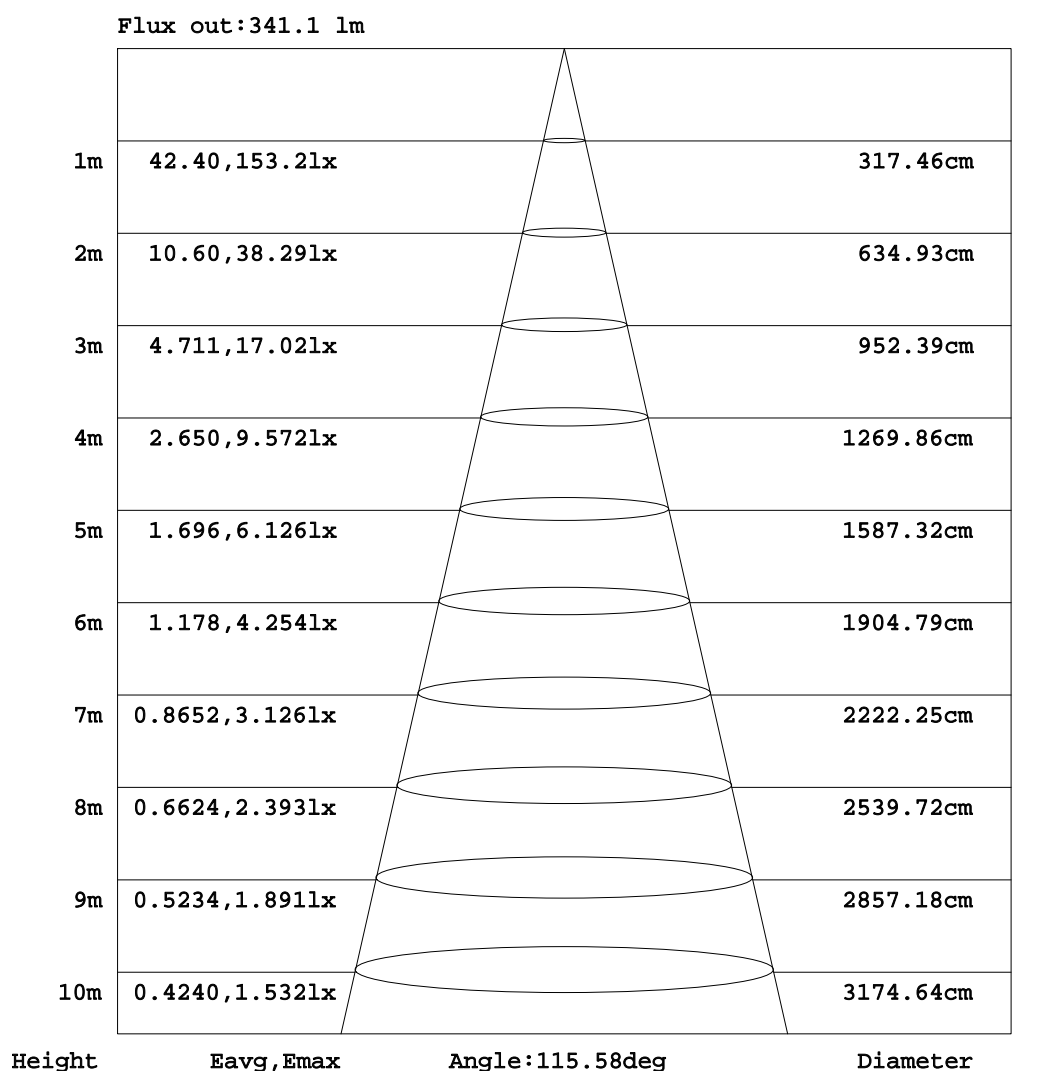 Flux out:341.1 lm
1m 42.40,153.2lx 317.46cm
2m 10.60,38.29lx 634.93cm
3m 4.711,17.02lx 952.39cm
4m 2.650,9.572lx 1269.86cm
5m 1.696,6.126lx 1587.32cm
6m 1.178,4.254lx 1904.79cm
7m 0.8652,3.126lx 2222.25cm
8m 0.6624,2.393lx 2539.72cm
9m 0.5234,1.891lx 2857.18cm
10m 0.4240,1.532lx 3174.64cm
Height Eavg,Emax Angle:115.58deg Diameter